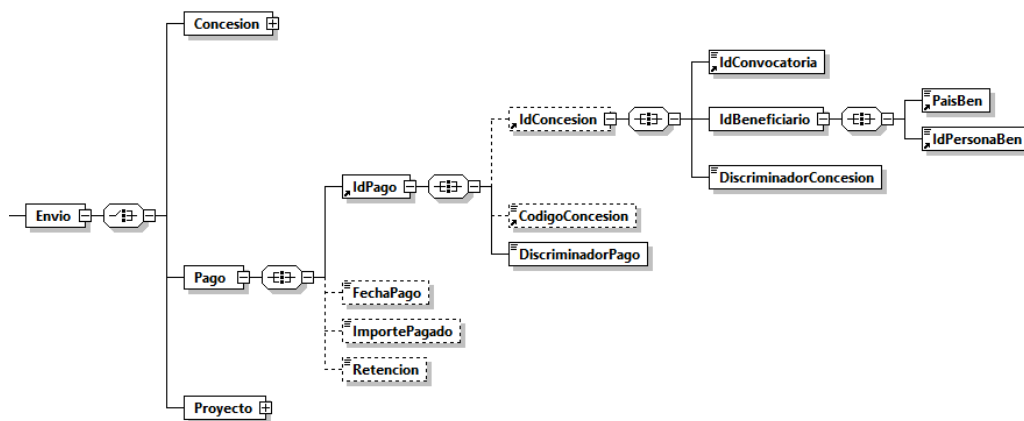 Concesion
IdConvocatoria
PaisBen
IdConcesion
IdBeneficiario
IdPersonaBen
DiscriminadorConcesion
IdPago
Envio
CodigoConcesion
DiscriminadorPago
Pago
FechaPago
ImportePagado
Retencion
Proyecto